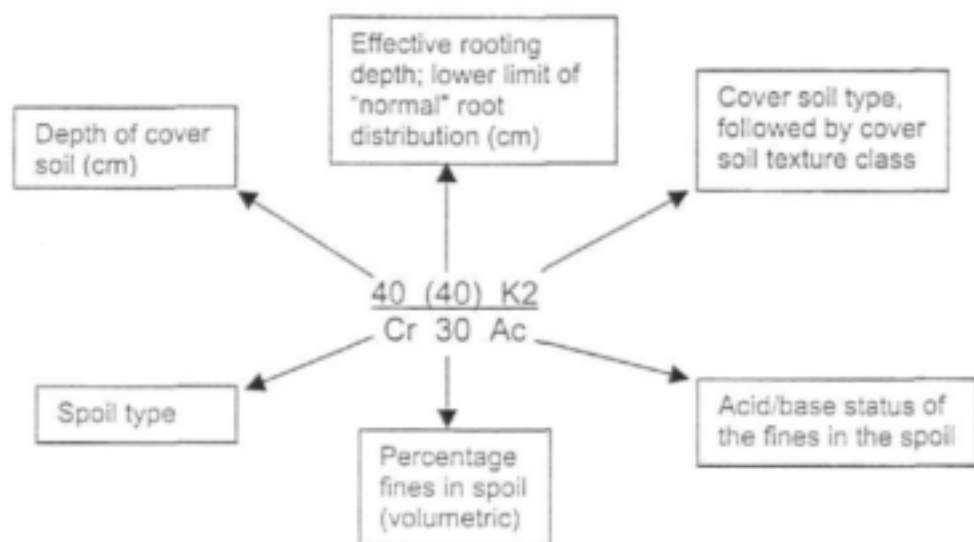 Effective rooting
depth; lower limit of
"normal" root
distribution (cm)
Depth of cover
soil (cm)
Cover soil type,
followed by cover
soil texture class
40 (40) K2
Cr 30 Ac
Spoil type
Percentage
fines in spoil
(volumetric)
Acid/base status of
the fines in the spoil